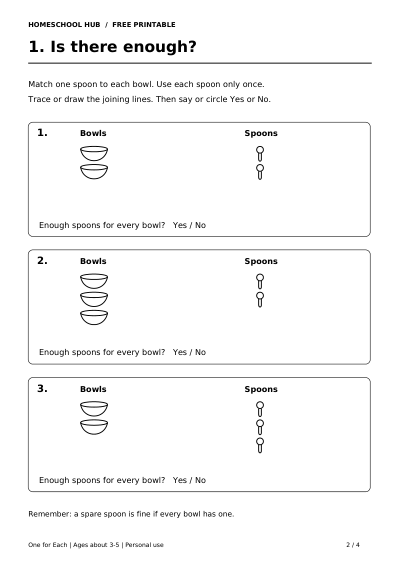 HOMESCHOOL HUB / FREE PRINTABLE
1. Is there enough?
Match one spoon to each bowl. Use each spoon only once.
Trace or draw the joining lines. Then say or circle Yes or No.
1. Bowls Spoons
Enough spoons for every bowl? Yes / No
2. Bowls Spoons
Enough spoons for every bowl? Yes / No
3. Bowls Spoons
Enough spoons for every bowl? Yes / No
Remember: a spare spoon is fine if every bowl has one.
One for Each | Ages about 3-5 | Personal use 2 / 4